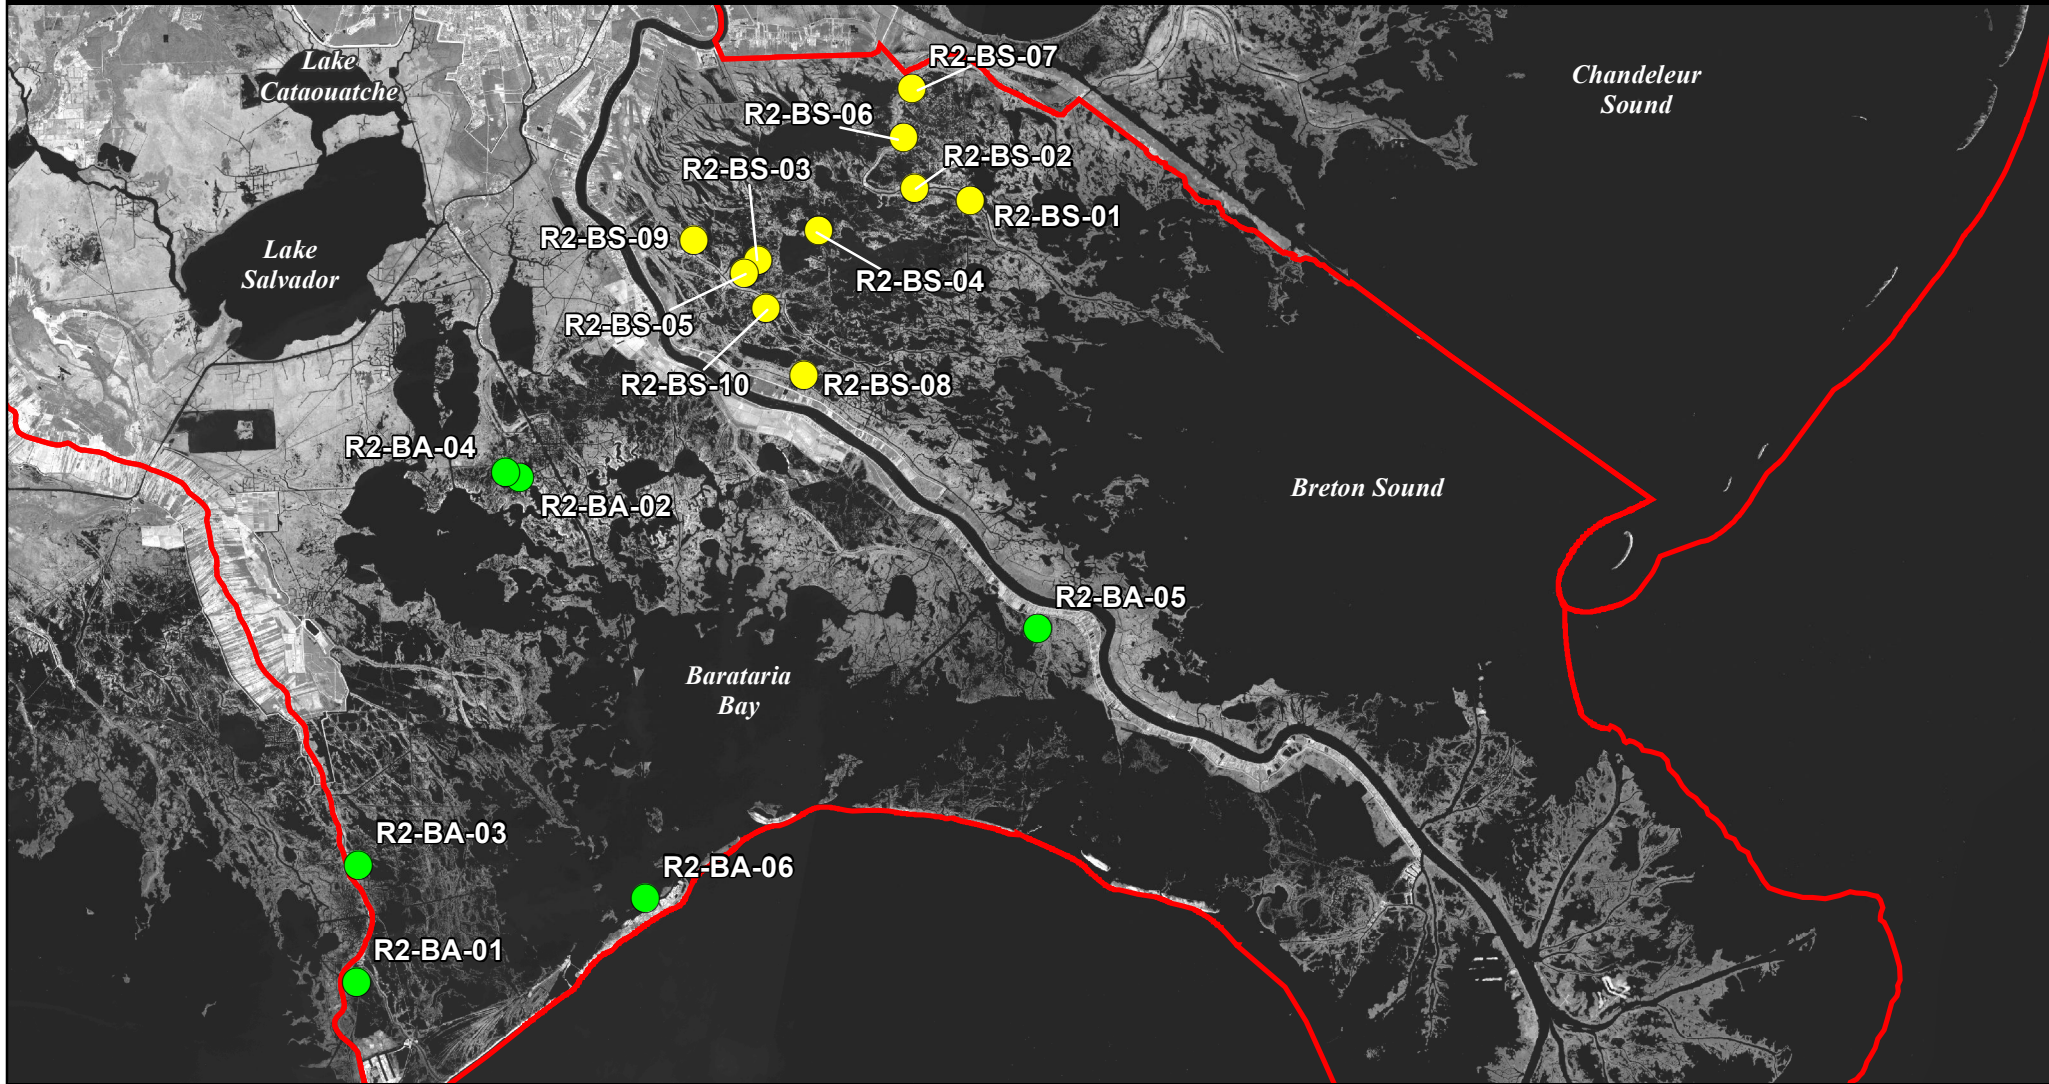 R2-BS-07
Lake
Cataouatche
Chandeleur
Sound
R2-BS-06
R2-BS-02
R2-BS-03
R2-BS-01
R2-BS-09
Lake
Salvador
R2-BS-04
R2-BS-05
R2-BS-10
R2-BS-08
R2-BA-04
Breton Sound
R2-BA-02
R2-BA-05
Barataria
Bay
R2-BA-03
R2-BA-06
R2-BA-01